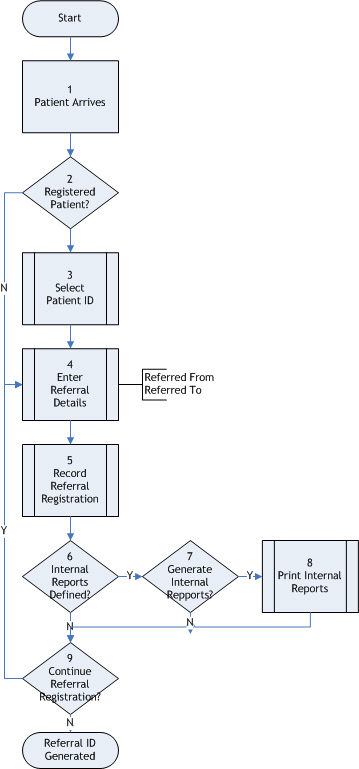 Start
1
Patient Arrives
2
Registered
Patient?
N
3
Select
Patient ID
4
Enter
Referral
Details
Referred From
Referred To
5
Record
Referral
Registration
Y
6
Internal
Reports
Defined?
Y
7
Generate
Internal
Repports?
Y
8
Print Internal
Reports
N
N
9
Continue
Referral
Registration?
N
Referral ID
Generated